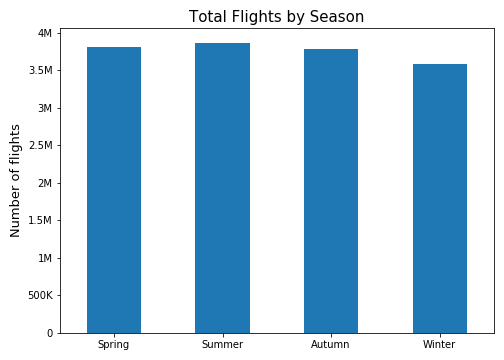 Total Flights by Season
Number of flights
4M
3.5M
3M
2.5M
2M
1.5M
1M
500K
0
Spring Summer Autumn Winter